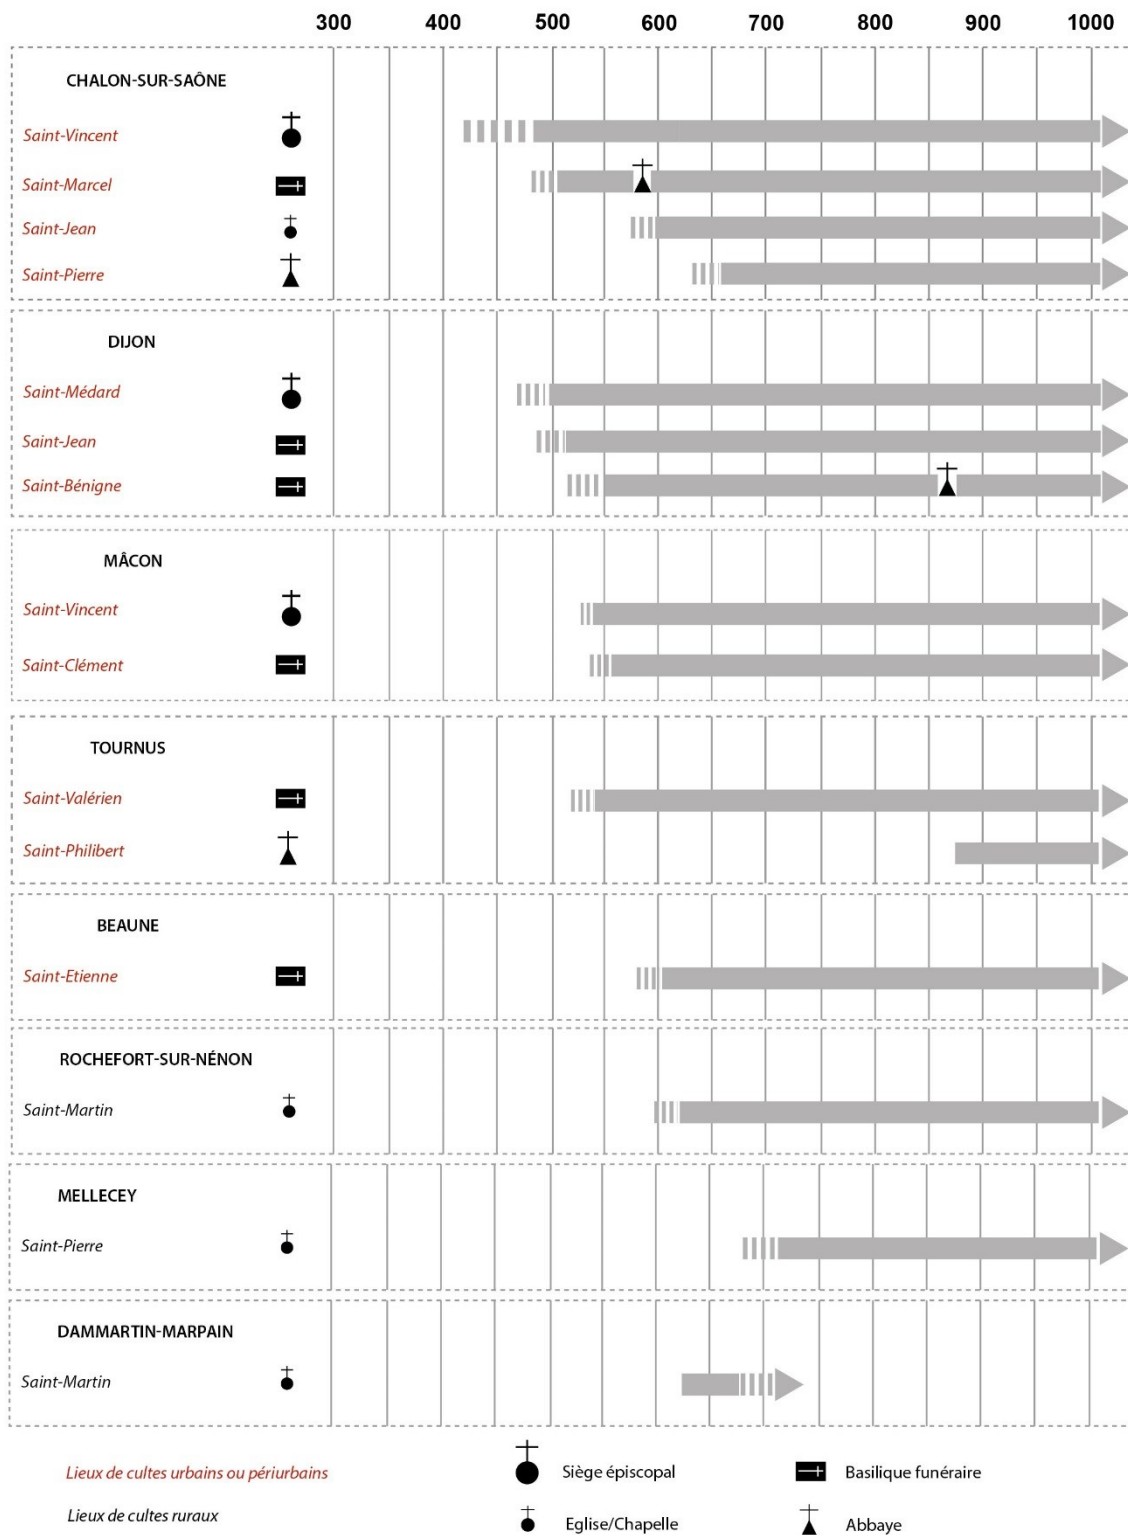 300 400 500 600 700 800 900 1000
CHALON-SUR-SAÔNE
Saint-Vincent
Saint-Marcel
Saint-Jean
Saint-Pierre
DIJON
Saint-Médard
Saint-Jean
Saint-Bénigne
MÂCON
Saint-Vincent
Saint-Clément
TOURNUS
Saint-Valérien
Saint-Philibert
BEAUNE
Saint-Etienne
ROCHEFORT-SUR-NÉNON
Saint-Martin
MELLECEY
Saint-Pierre
DAMMARTIN-MARPAIN
Saint-Martin
Lieux de cultes urbains ou périurbains
Siège épiscopal
Basilique funéraire
Lieux de cultes ruraux
Eglise/Chapelle
Abbaye